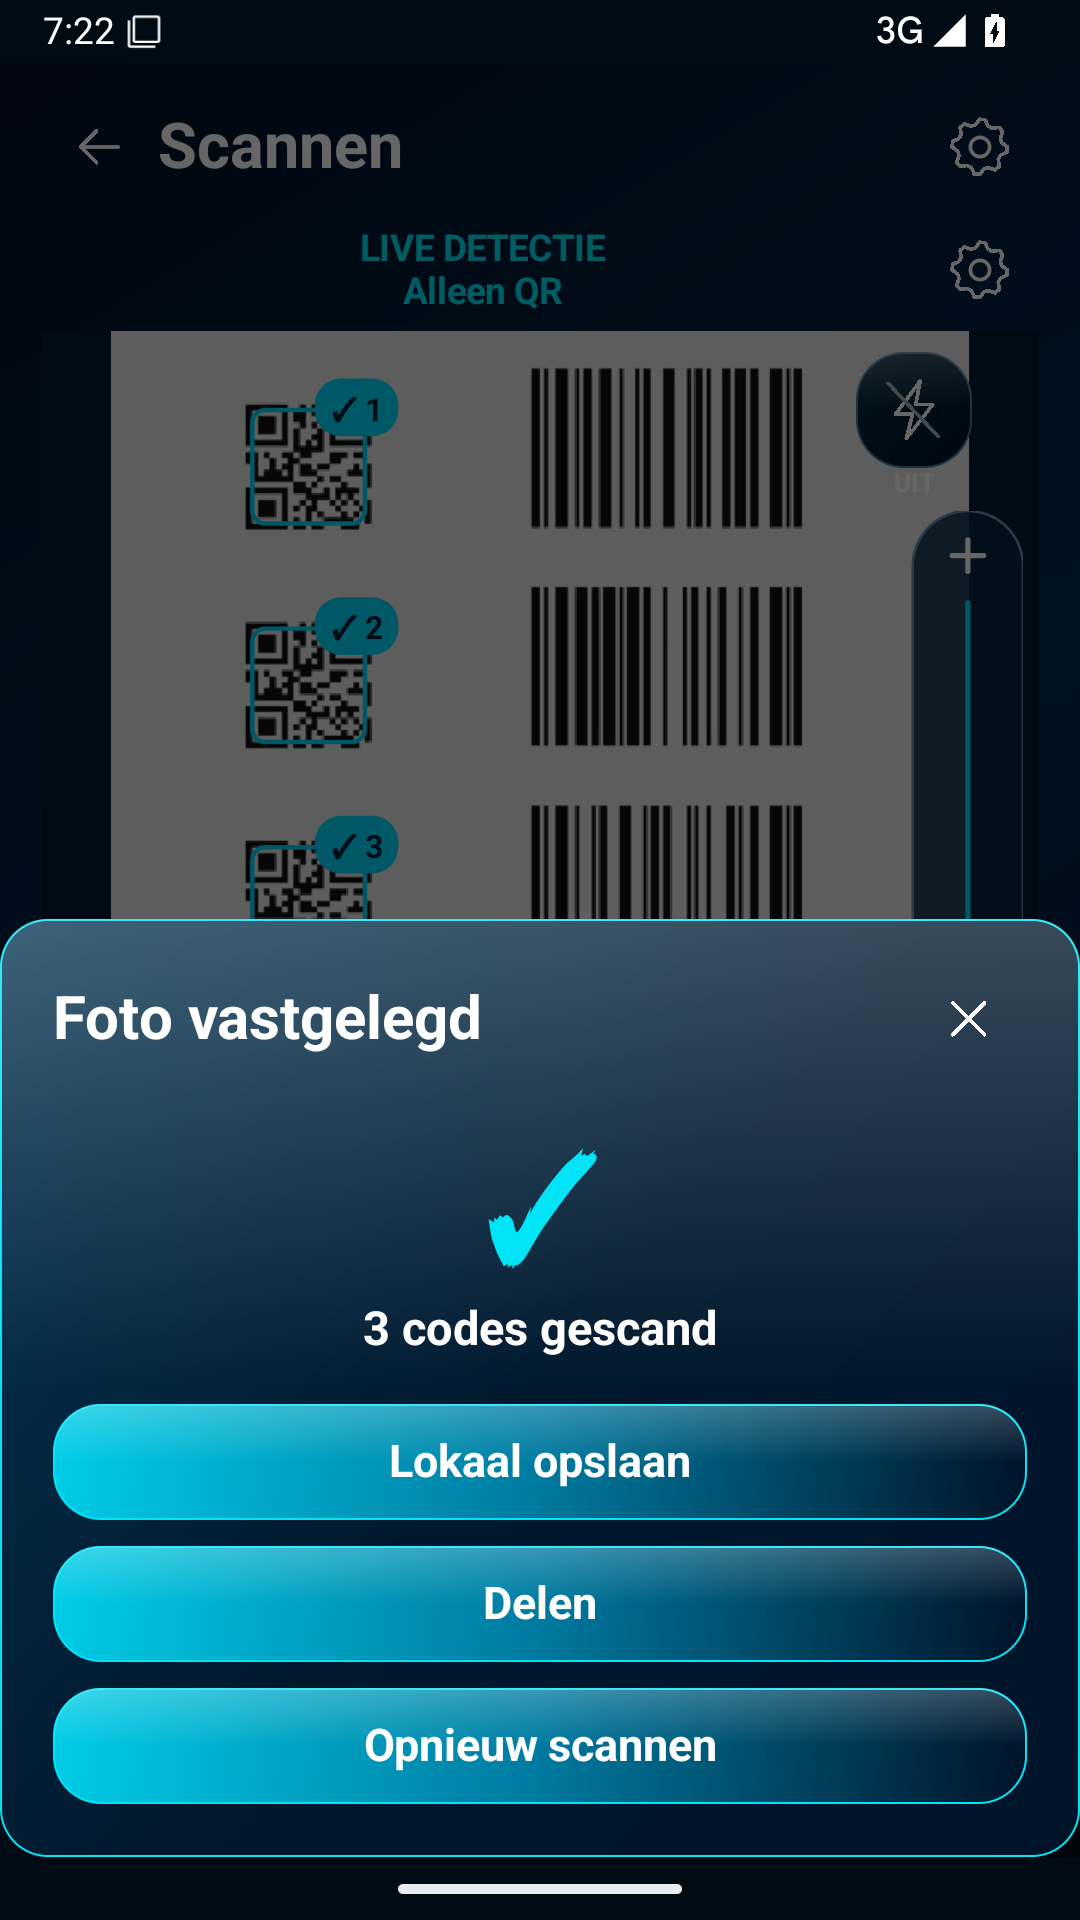 7:22
3G
Scannen
LIVE DETECTIE
Alleen QR
✓ 1
UIT
✓ 2
✓ 3
Foto vastgelegd
3 codes gescand
Lokaal opslaan
Delen
Opnieuw scannen